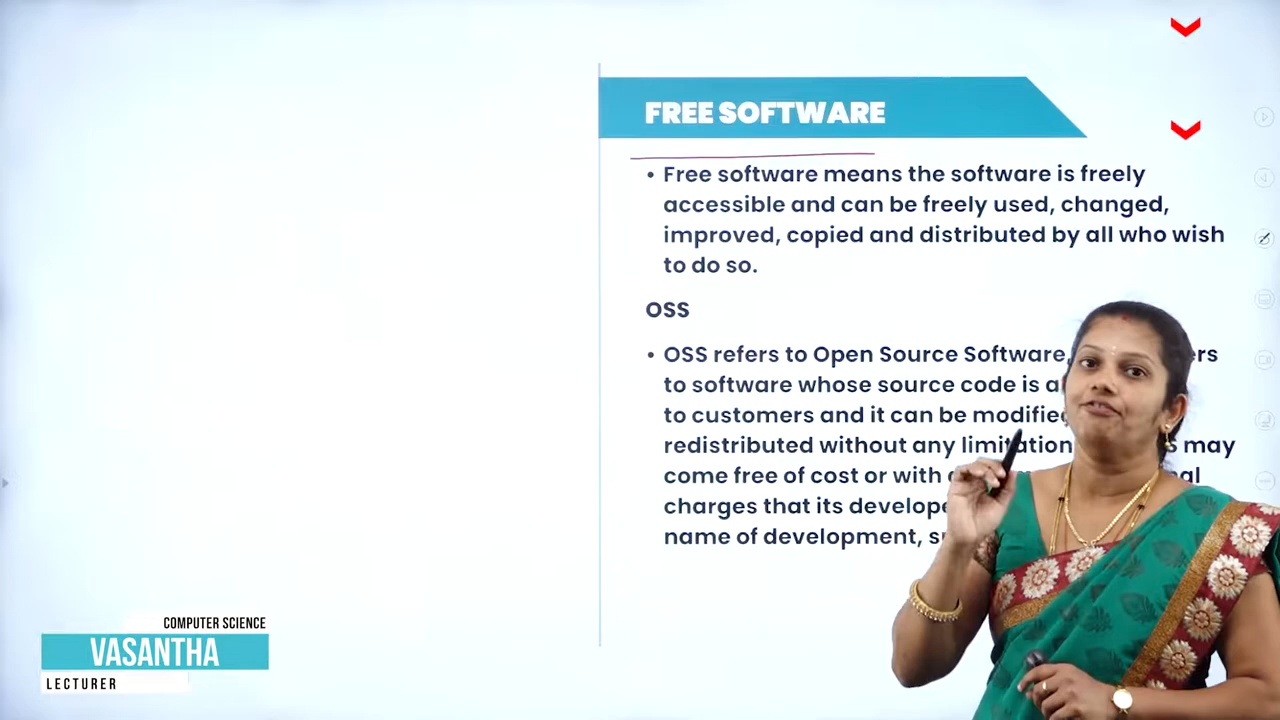 FREE SOFTWARE
• Free software means the software is freely
accessible and can be freely used, changed,
improved, copied and distributed by all who wish
to do so.
OSS
• OSS refers to Open Source Software,
to software whose source code is
to customers and it can be
redistributed without any limitation may
come free of cost or with
charges that its
name of development,
COMPUTER SCIENCE
VASANTHA
LECTURER